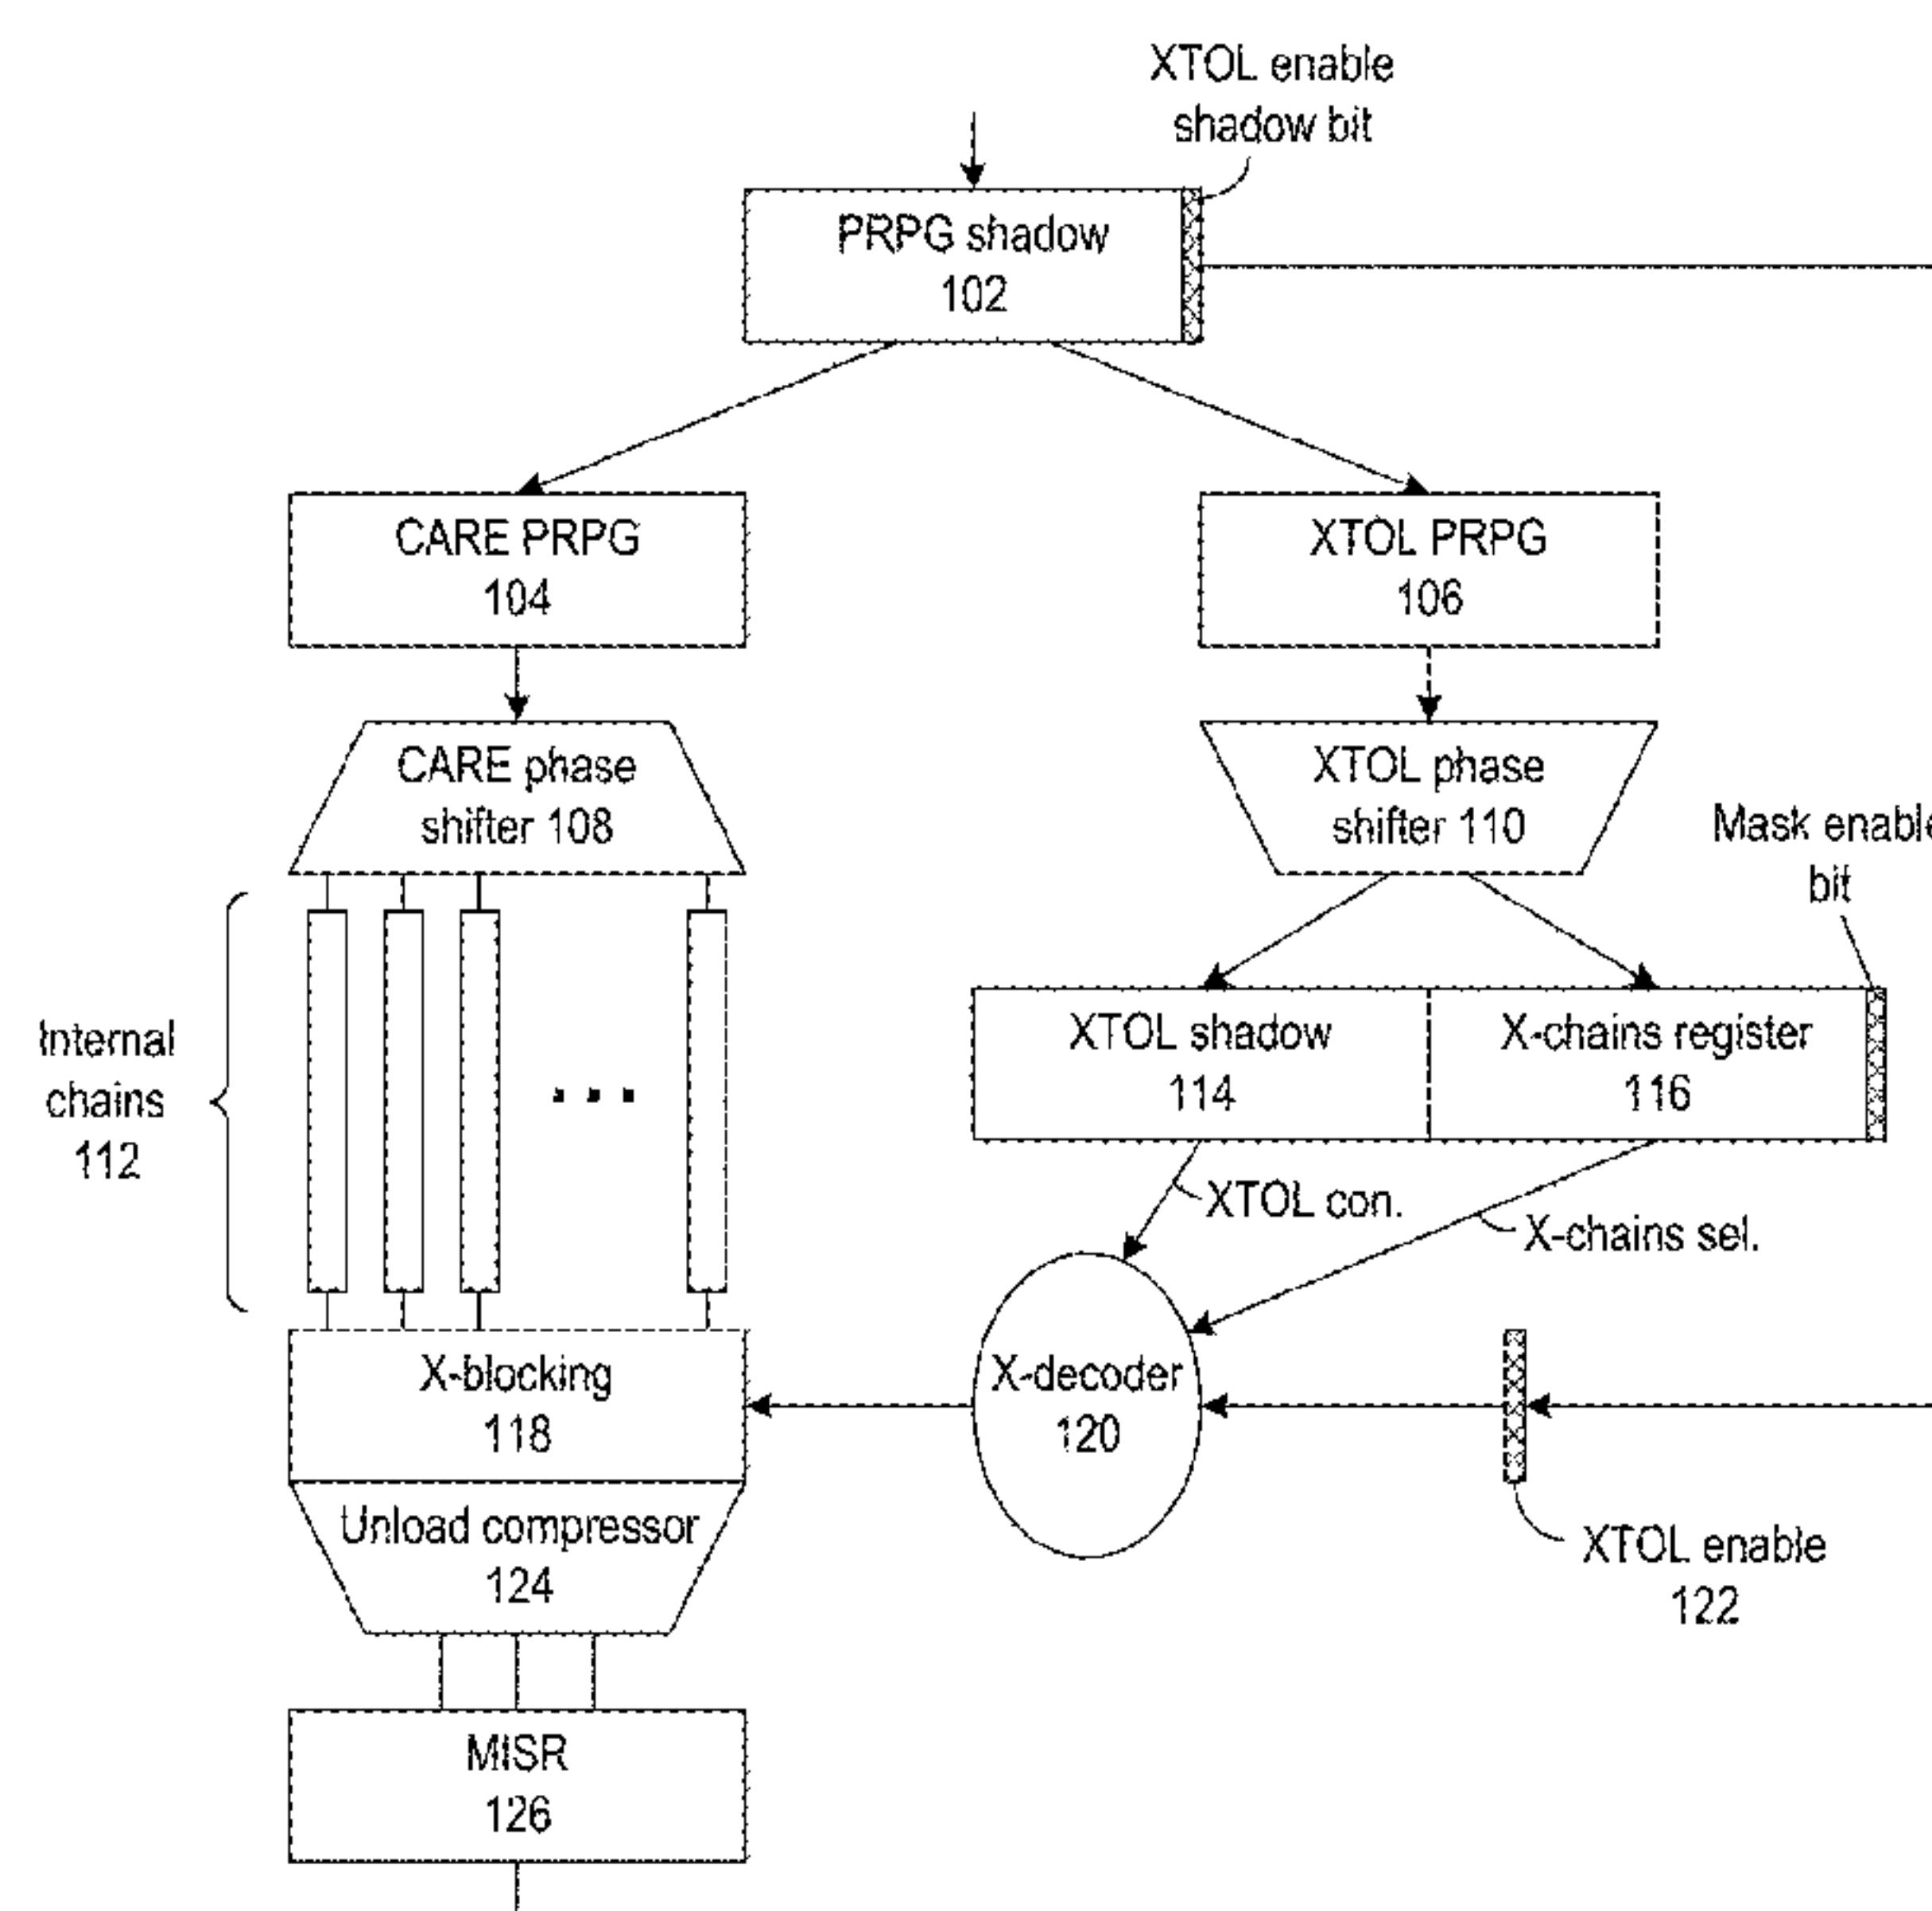 XTOL enable
shadow bit
PRPG shadow
102
CARE PRPG
104
XTOL PRPG
106
CARE phase
shifter 108
XTOL phase
shifter 110
Mask enable
bit
Internal
chains
112
XTOL shadow
114
X-chains register
116
XTOL con.
X-chains sel.
X-blocking
118
X-decoder
120
Unload compressor
124
XTOL enable
122
MISR
126